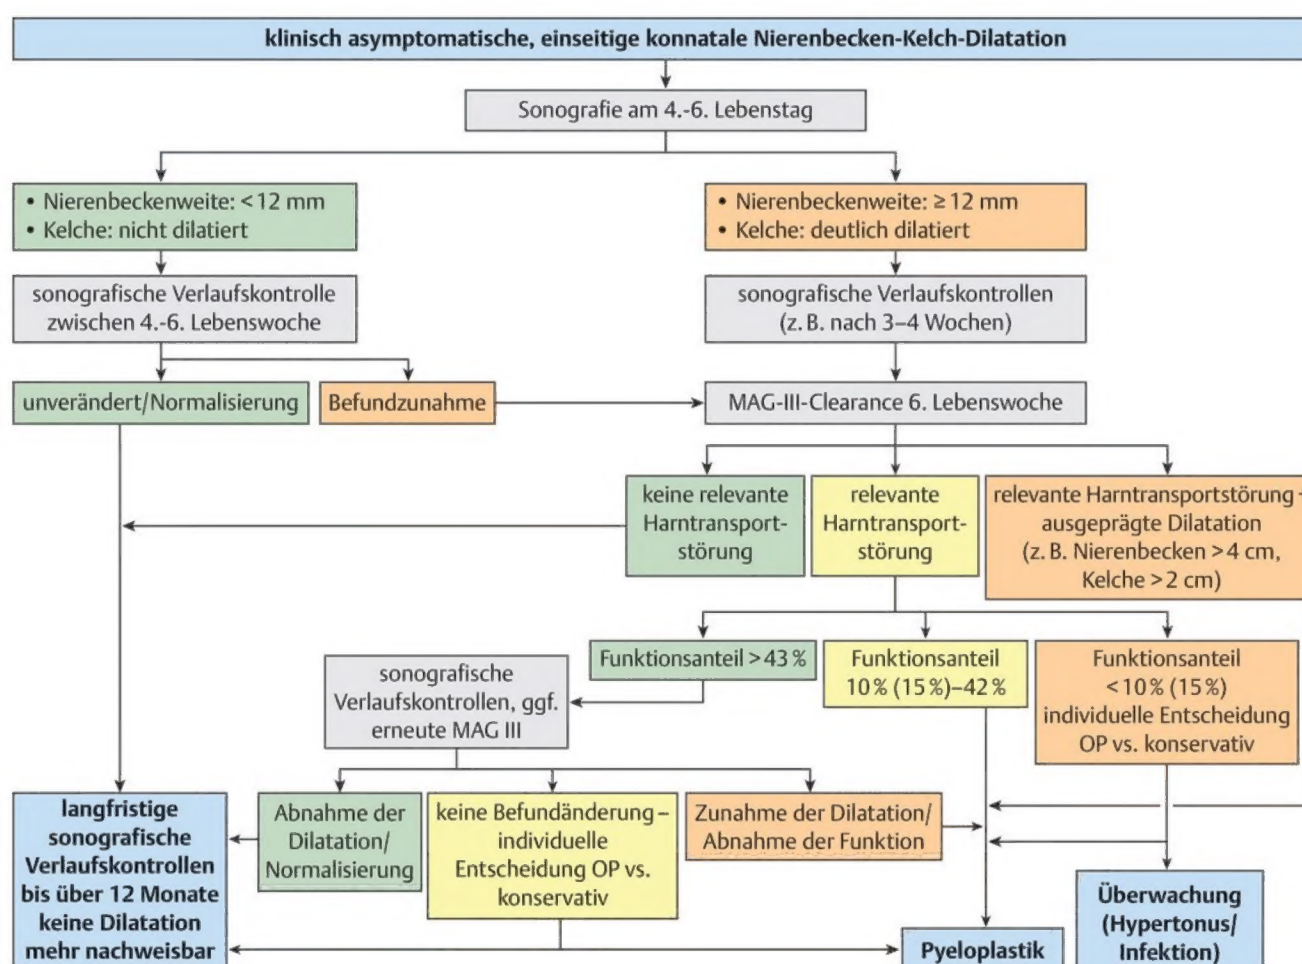 klinisch asymptomatische, einseitige konnatale Nierenbecken-Kelch-Dilatation
Sonografie am 4.-6. Lebenstag
• Nierenbeckenweite: < 12 mm
• Kelche: nicht dilatiert
• Nierenbeckenweite: ≥ 12 mm
• Kelche: deutlich dilatiert
sonografische Verlaufskontrolle
zwischen 4.-6. Lebenswoche
sonografische Verlaufskontrollen
(z. B. nach 3–4 Wochen)
unverändert/Normalisierung
Befundzunahme
MAG-III-Clearance 6. Lebenswoche
keine relevante
Harntransport-
störung
relevante
Harntransport-
störung
relevante Harntransportstörung –
ausgeprägte Dilatation
(z. B. Nierenbecken > 4 cm,
Kelche > 2 cm)
Funktionsanteil > 43 %
Funktionsanteil
10 % (15 %)–42 %
Funktionsanteil
< 10 % (15 %)
individuelle Entscheidung
OP vs. konservativ
sonografische
Verlaufskontrollen, ggf.
erneute MAG III
langfristige
sonografische
Verlaufskontrollen
bis über 12 Monate
keine Dilatation
mehr nachweisbar
Abnahme der
Dilatation/
Normalisierung
keine Befundänderung –
individuelle
Entscheidung OP vs.
konservativ
Zunahme der Dilatation/
Abnahme der Funktion
Pyeloplastik
Überwachung
(Hypertonus/
Infektion)